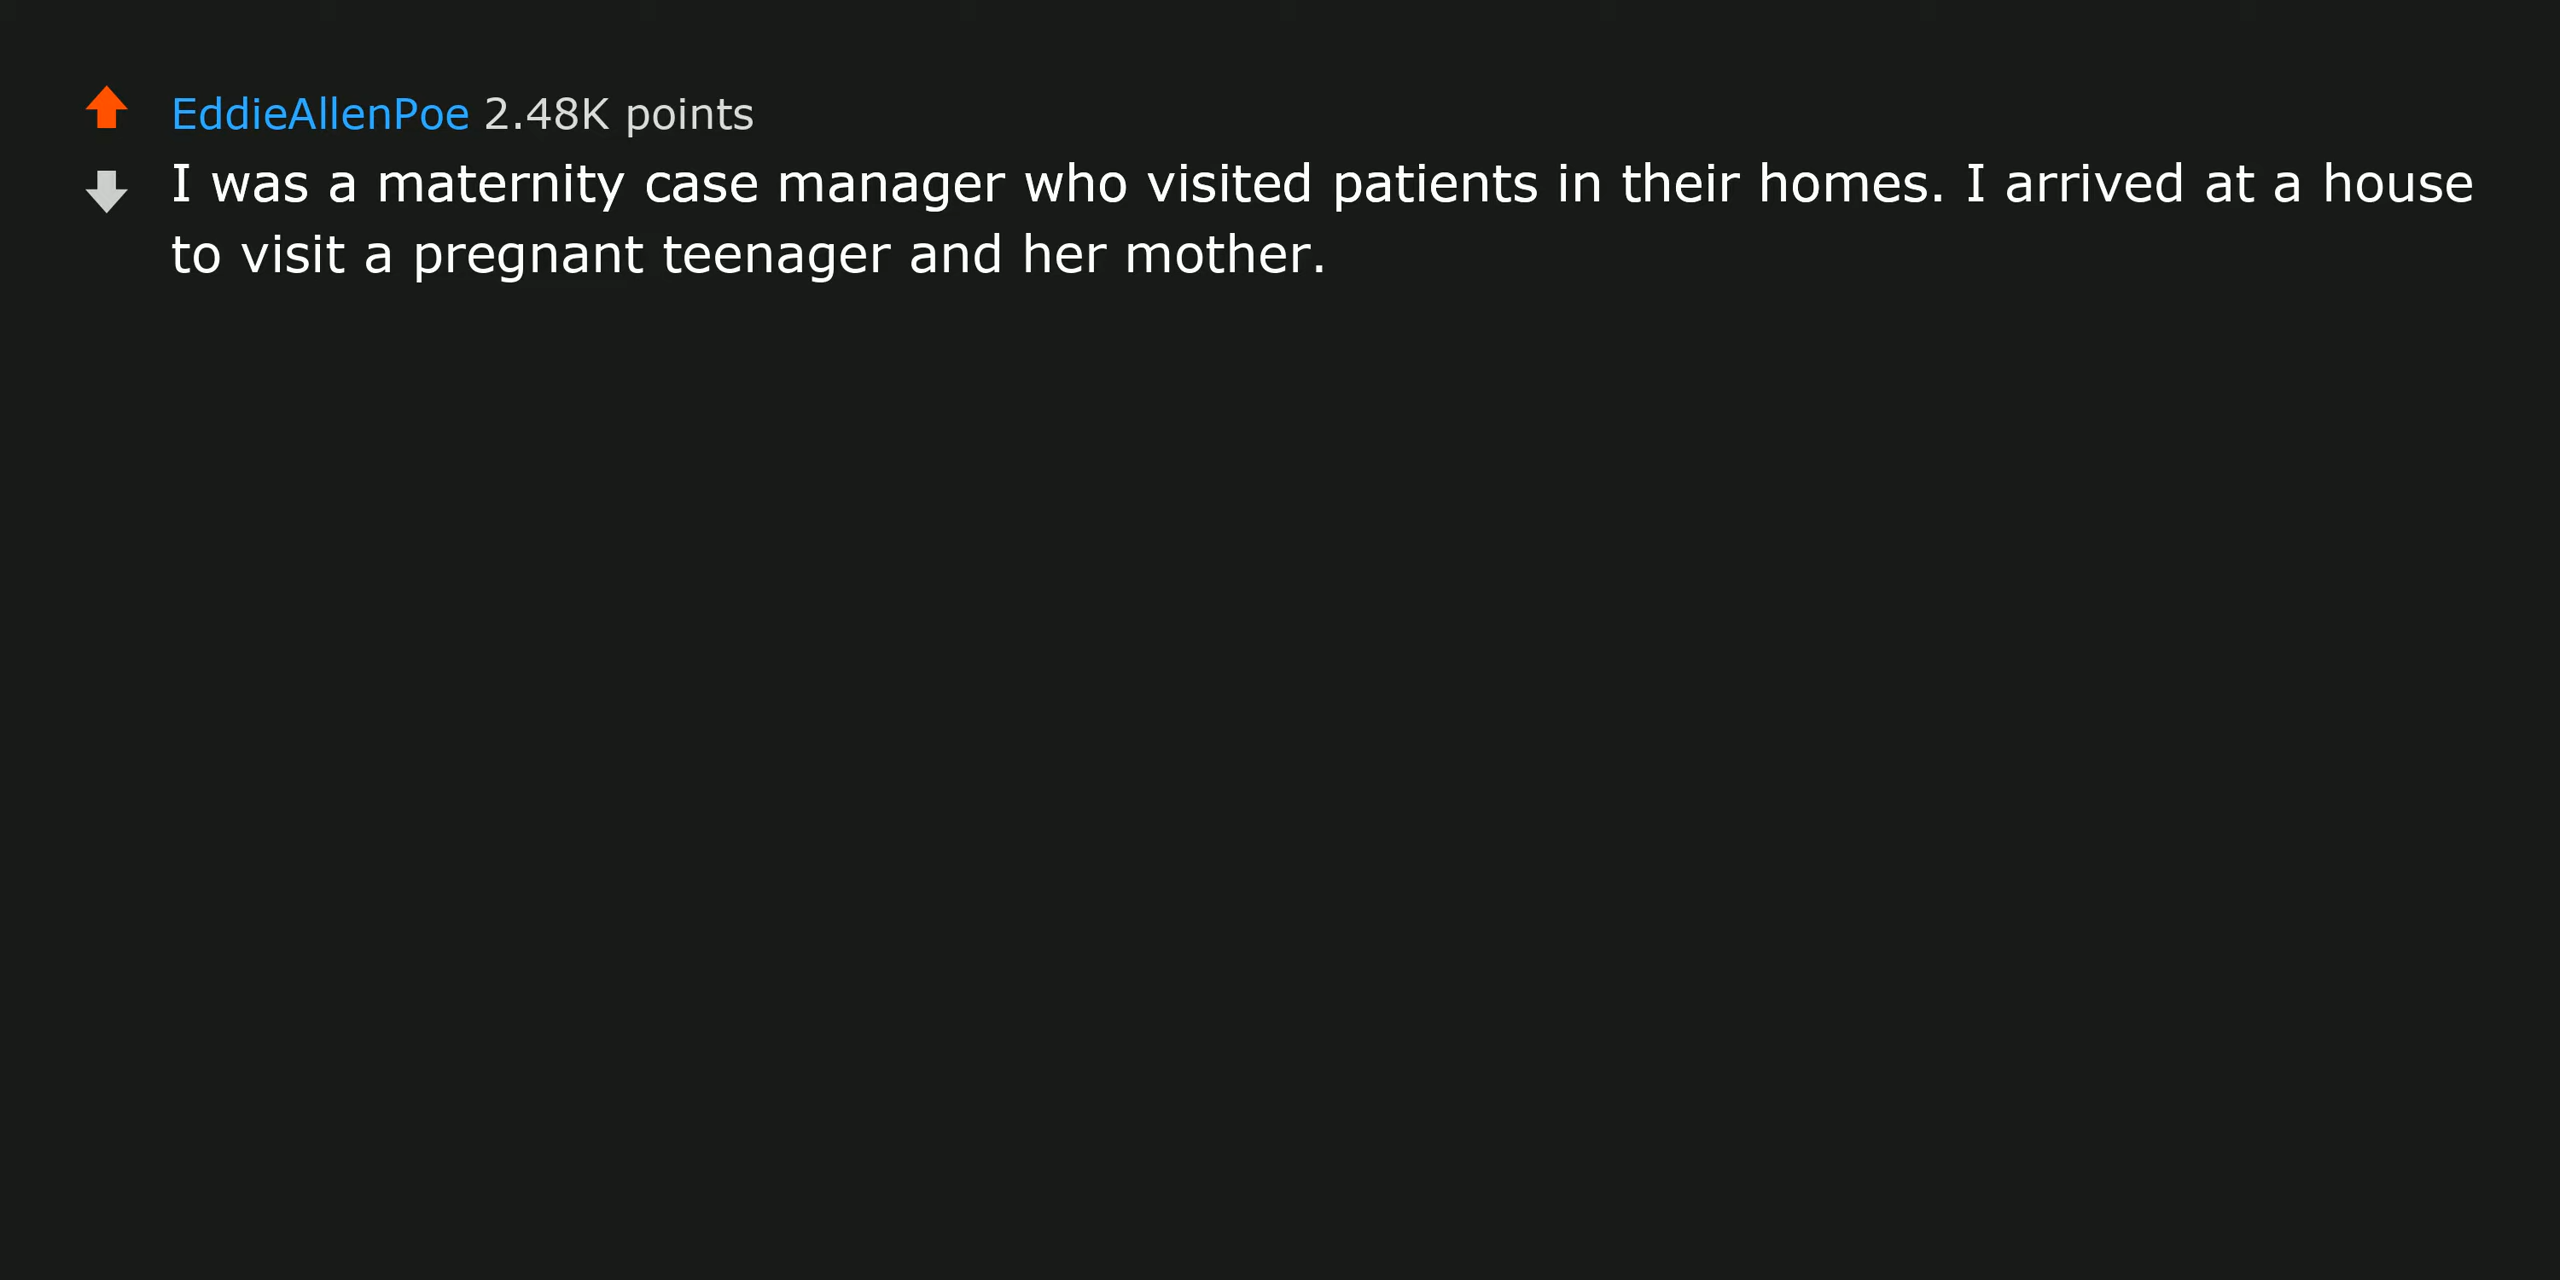 EddieAllenPoe 2.48K points
I was a maternity case manager who visited patients in their homes. I arrived at a house
to visit a pregnant teenager and her mother.